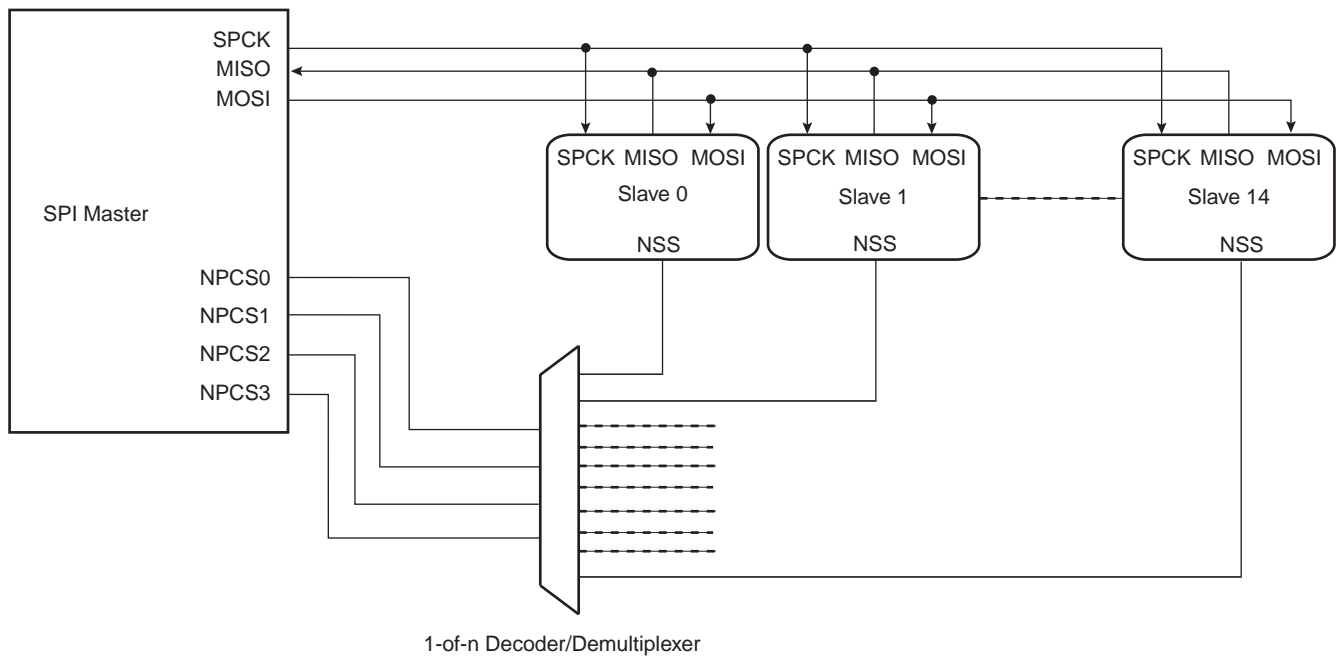 SPCK
MISO
MOSI
SPI Master
NPCS0
NPCS1
NPCS2
NPCS3
SPCK MISO MOSI
Slave 0
NSS
SPCK MISO MOSI
Slave 1
NSS
SPCK MISO MOSI
Slave 14
NSS
1-of-n Decoder/Demultiplexer